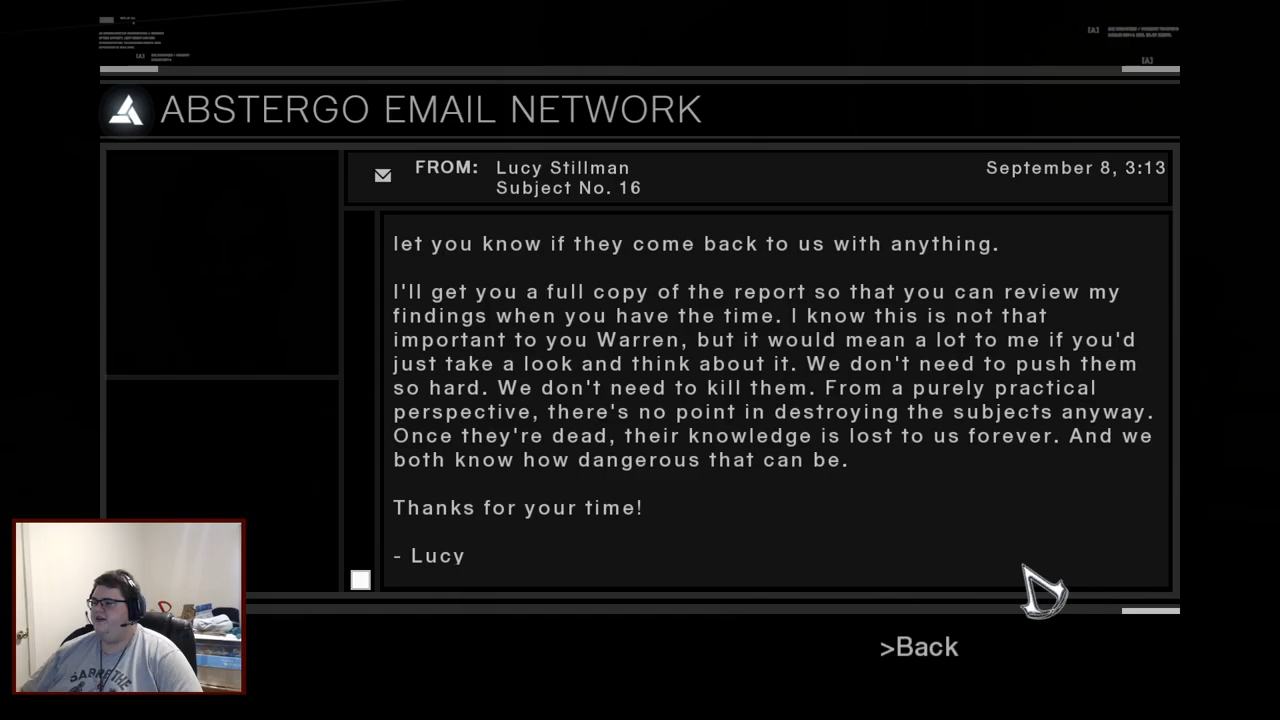 ABSTERGO EMAIL NETWORK
FROM: Lucy Stillman
September 8, 3:13
Subject No. 16
let you know if they come back to us with anything.
I'll get you a full copy of the report so that you can review my
findings when you have the time. I know this is not that
important to you Warren, but it would mean a lot to me if you'd
just take a look and think about it. We don't need to push them
so hard. We don't need to kill them. From a purely practical
perspective, there's no point in destroying the subjects anyway.
Once they're dead, their knowledge is lost to us forever. And we
both know how dangerous that can be.
Thanks for your time!
- Lucy
>Back